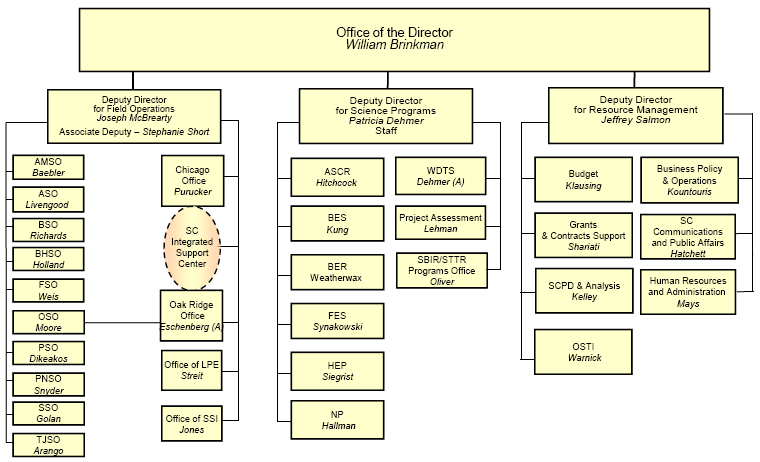 Office of the Director
William Brinkman
Deputy Director
for Field Operations
Joseph McBrearty
Associate Deputy – Stephanie Short
AMSO
Baebler
ASO
Livengood
BSO
Richards
BHSO
Holland
FSO
Weis
OSO
Moore
PSO
Dikeakos
PNSO
Snyder
SSO
Golan
TJSO
Arango
Chicago
Office
Purucker
SC
Integrated
Support
Center
Oak Ridge
Office
Eschenberg (A)
Office of LPE
Streit
Office of SSI
Jones
Deputy Director
for Science Programs
Patricia Dehmer
Staff
ASCR
Hitchcock
BES
Kung
BER
Weatherwax
FES
Synakowski
HEP
Siegrist
NP
Hallman
WDTS
Dehmer (A)
Project Assessment
Lehman
SBIR/STTR
Programs Office
Oliver
Deputy Director
for Resource Management
Jeffrey Salmon
Budget
Klausing
Grants
& Contracts Support
Shariati
SCPD & Analysis
Kelley
OSTI
Warnick
Business Policy
& Operations
Kountouris
SC
Communications
and Public Affairs
Hatchett
Human Resources
and Administration
Mays